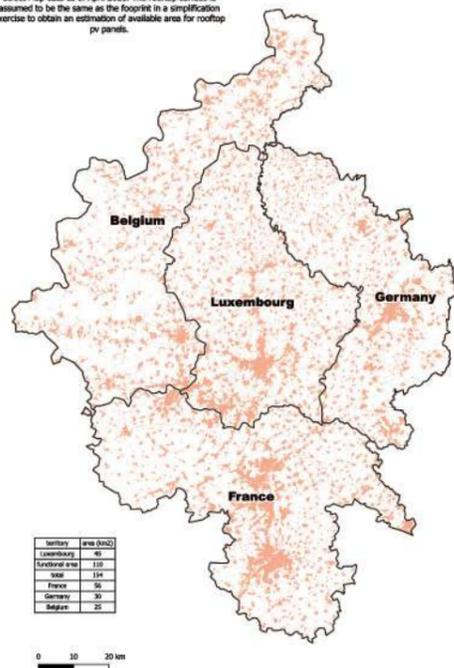 assumed to be the same as the fooprint in a simplification
exercise to obtain an estimation of available area for rooftop
pv panels.
Belgium
Luxembourg
Germany
France
territory area (km2)
Luxembourg 45
functional area 110
total 154
France 56
Germany 30
Belgium 25
0 10 20 km